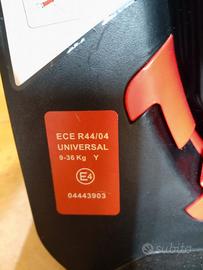 ECE R44/04
UNIVERSAL
9-36 Kg Y
E4
04443903
subito